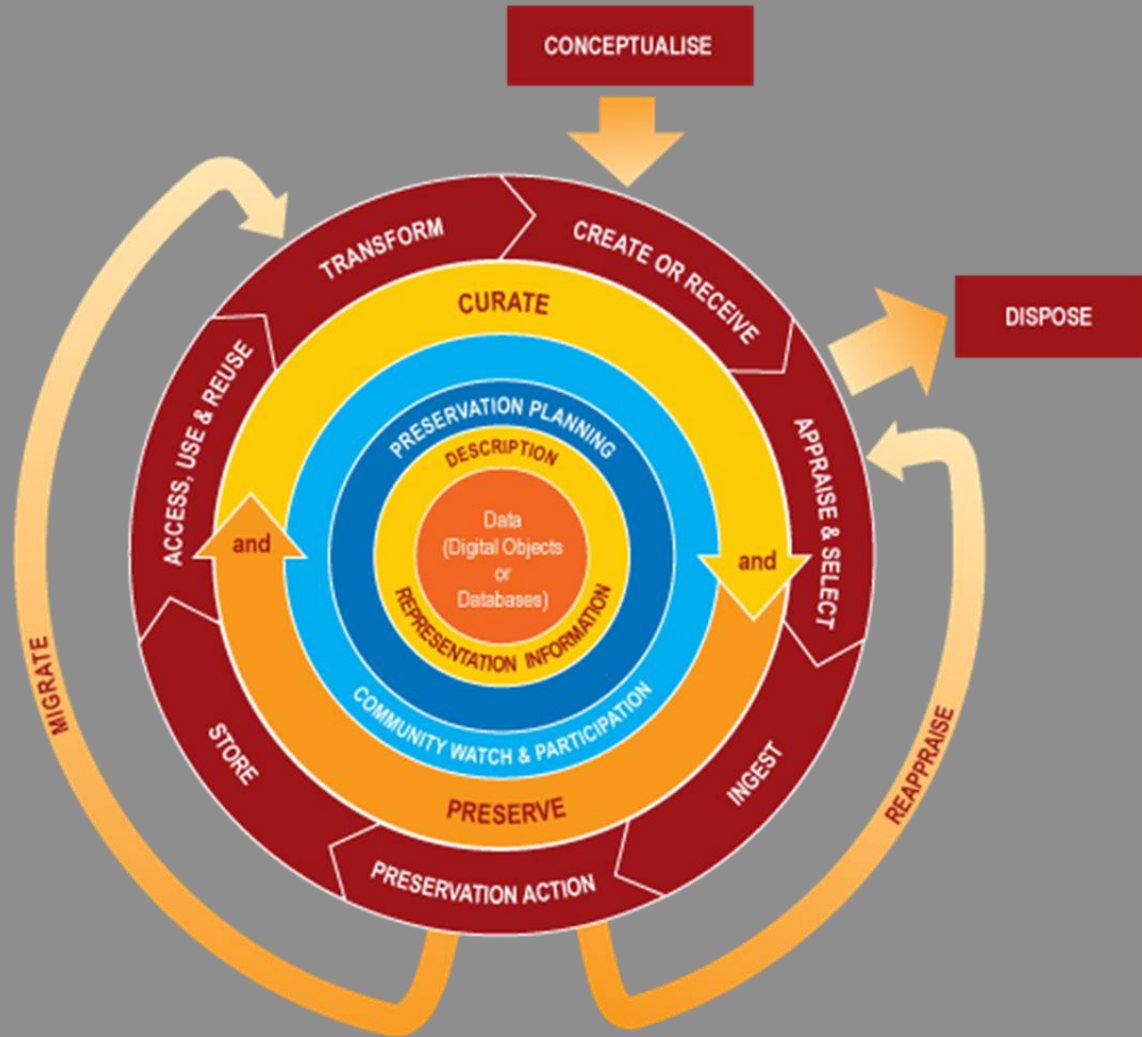 CONCEPTUALISE
TRANSFORM
CREATE OR RECEIVE
DISPOSE
CURATE
ACCESS, USE & REUSE
PRESERVATION PLANNING
DESCRIPTION
APPRAISE & SELECT
Data
(Digital Objects
or
Databases)
and
and
REPRESENTATION INFORMATION
MIGRATE
COMMUNITY WATCH & PARTICIPATION
STORE
INGEST
REAPPRAISE
PRESERVE
PRESERVATION ACTION